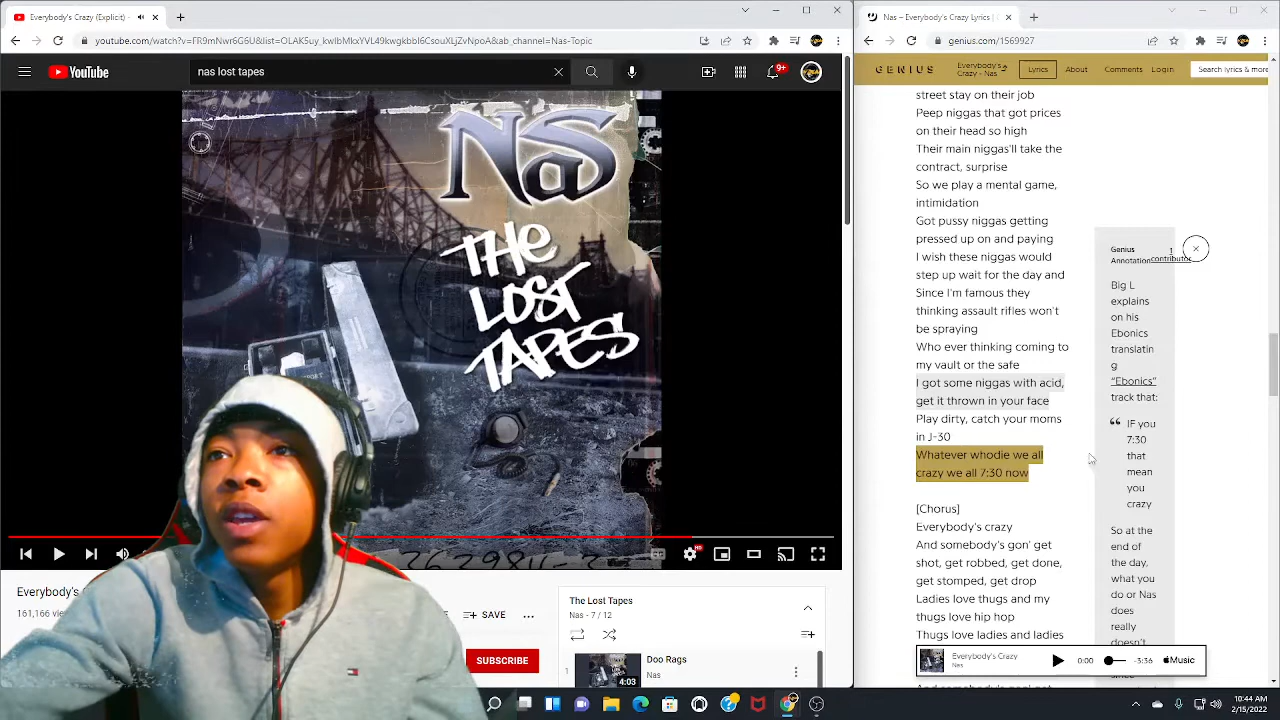 Everybody's Crazy (Explicit)
youtube.com/watch?v=FR9mNwr6G6U&list=OLAK5uy_kwIbMkxYVL49kwgkbbI6CsouXLjZvNpoA&ab_channel=Nas-Topic
YouTube
nas lost tapes
9+
Nas
THE
LOST
TAPES
HD
Everybody's C
161,166 vi
SAVE
SUBSCRIBE
The Lost Tapes
Nas - 7 / 12
1
4:03
Doo Rags
Nas
Nas – Everybody's Crazy Lyrics |
genius.com/1569927
GENIUS
Everybody's
Crazy - Nas
Lyrics
About
Comments
Login
Search lyrics & more
street stay on their job
Peep niggas that got prices
on their head so high
Their main niggas'll take the
contract, surprise
So we play a mental game,
intimidation
Got pussy niggas getting
pressed up on and paying
I wish these niggas would
step up wait for the day and
Since I'm famous they
thinking assault rifles won't
be spraying
Who ever thinking coming to
my vault or the safe
I got some niggas with acid,
get it thrown in your face
Play dirty, catch your moms
in J-30
Whatever whodie we all
crazy we all 7:30 now
[Chorus]
Everybody's crazy
And somebody's gon' get
shot, get robbed, get done,
get stomped, get drop
Ladies love thugs and my
thugs love hip hop
Thugs love ladies and ladies
Genius
Annotation
1
contributor
Big L
explains
on his
Ebonics
translatin
g
“Ebonics”
track that:
IF you
7:30
that
mean
you
crazy
So at the
end of
the day,
what you
do or Nas
does
really
doesn't
Everybody's Crazy
Nas
0:00
-3:36
Music
10:44 AM
2/15/2022